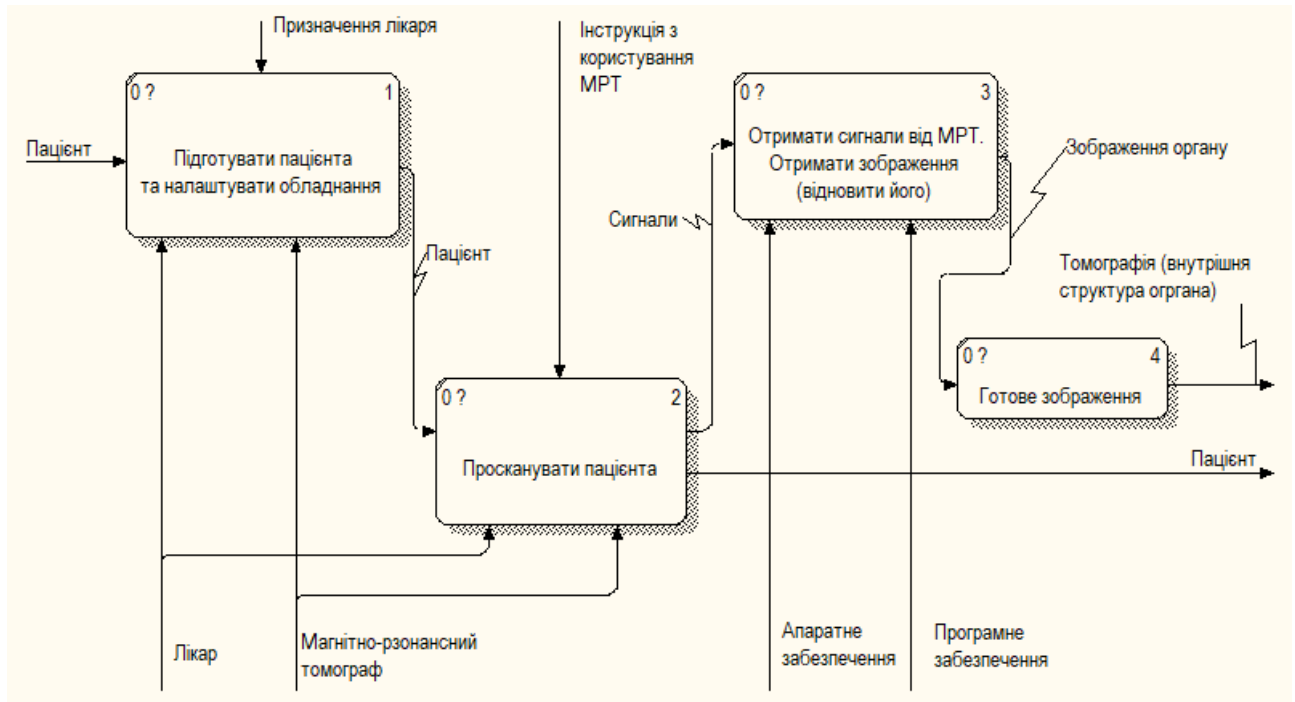 Призначення лікаря
Інструкція з
користування
МРТ
0 ?
1
Пацієнт
Підготувати пацієнта
та налаштувати обладнання
0 ?
3
Отримати сигнали від МРТ.
Отримати зображення
(відновити його)
Зображення органу
Сигнали
Пацієнт
Томографія (внутрішня
структура огргана)
0 ?
4
Готове зображення
0 ?
2
Просканувати пацієнта
Пацієнт
Лікар
Магнітно-рзонансний
томограф
Апаратне
забезпечення
Програмне
забезпечення